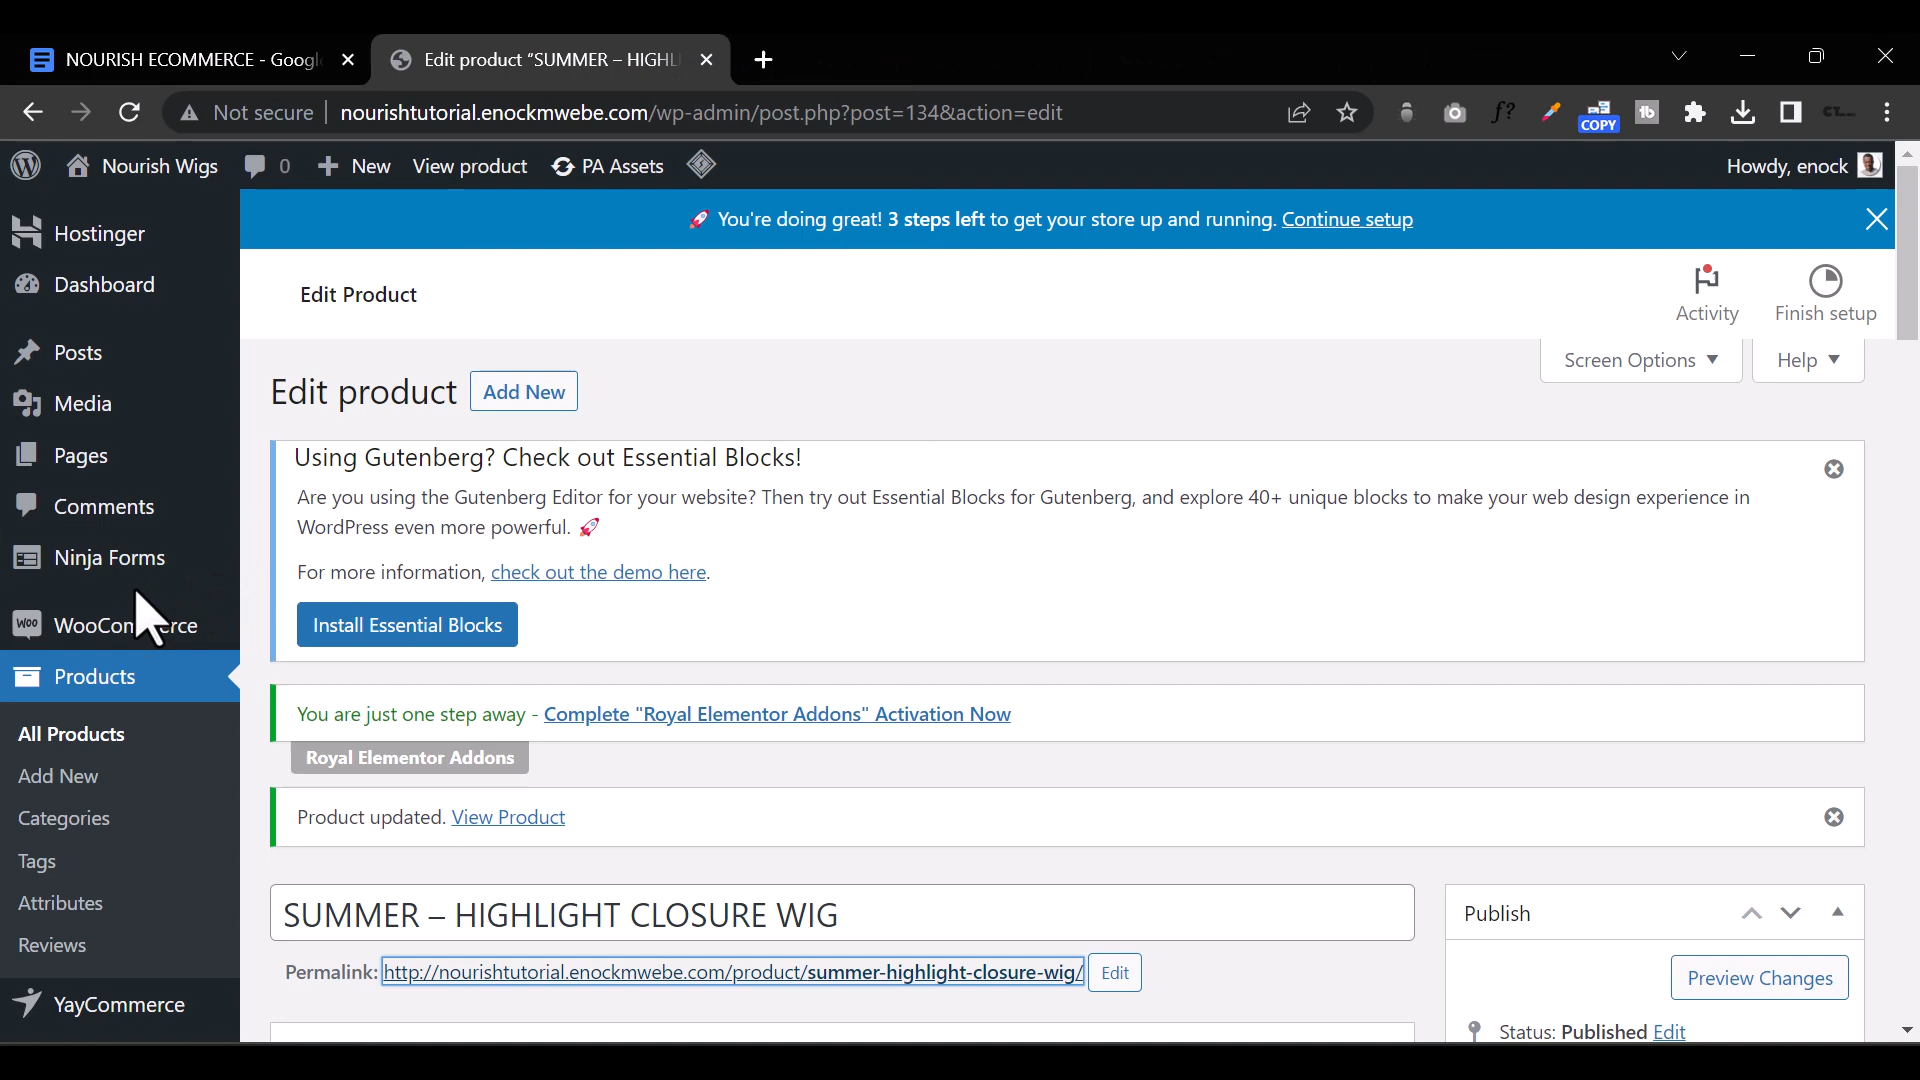 NOURISH ECOMMERCE - Googl
Edit product “SUMMER – HIGHL
Not secure
nourishtutorial.enockmwebe.com/wp-admin/post.php?post=134&action=edit
f?
COPY
tb
Nourish Wigs
0
New
View product
PA Assets
Howdy, enock
🚀 You're doing great! 3 steps left to get your store up and running. Continue setup
Hostinger
Dashboard
Posts
Media
Pages
Comments
Ninja Forms
Woo
WooCommerce
Products
All Products
Add New
Categories
Tags
Attributes
Reviews
YayCommerce
Edit Product
Activity
Finish setup
Screen Options
Help
Edit product
Add New
Using Gutenberg? Check out Essential Blocks!
Are you using the Gutenberg Editor for your website? Then try out Essential Blocks for Gutenberg, and explore 40+ unique blocks to make your web design experience in
WordPress even more powerful. 🚀
For more information, check out the demo here.
Install Essential Blocks
You are just one step away - Complete "Royal Elementor Addons" Activation Now
Royal Elementor Addons
Product updated. View Product
SUMMER – HIGHLIGHT CLOSURE WIG
Permalink: http://nourishtutorial.enockmwebe.com/product/summer-highlight-closure-wig/
Edit
Publish
Preview Changes
Status: Published Edit